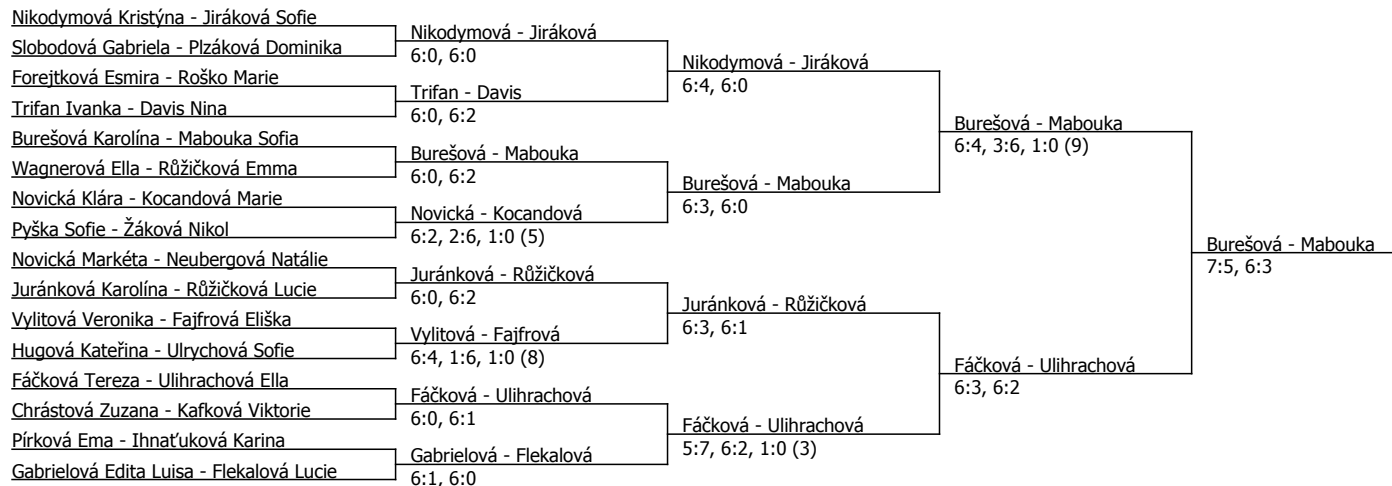 Nikodymová Kristýna - Jiráková Sofie
Slobodová Gabriela - Plzáková Dominika
Forejtková Esmira - Roško Marie
Trifan Ivanka - Davis Nina
Burešová Karolína - Mabouka Sofia
Wagnerová Ella - Růžičková Emma
Novická Klára - Kocandová Marie
Pyška Sofie - Žáková Nikol
Novická Markéta - Neubergová Natálie
Juránková Karolína - Růžičková Lucie
Vylitová Veronika - Fajfrová Eliška
Hugová Kateřina - Ulrychová Sofie
Fáčková Tereza - Ulihrachová Ella
Chrástová Zuzana - Kafková Viktorie
Pírková Ema - Ihnaťuková Karina
Gabrielová Edita Luisa - Flekalová Lucie
Nikodymová - Jiráková
6:0, 6:0
Trifan - Davis
6:0, 6:2
Burešová - Mabouka
6:0, 6:2
Novická - Kocandová
6:2, 2:6, 1:0 (5)
Juránková - Růžičková
6:0, 6:2
Vylitová - Fajfrová
6:4, 1:6, 1:0 (8)
Fáčková - Ulihrachová
6:0, 6:1
Gabrielová - Flekalová
6:1, 6:0
Nikodymová - Jiráková
6:4, 6:0
Burešová - Mabouka
6:3, 6:0
Juránková - Růžičková
6:3, 6:1
Fáčková - Ulihrachová
5:7, 6:2, 1:0 (3)
Burešová - Mabouka
6:4, 3:6, 1:0 (9)
Fáčková - Ulihrachová
6:3, 6:2
Burešová - Mabouka
7:5, 6:3